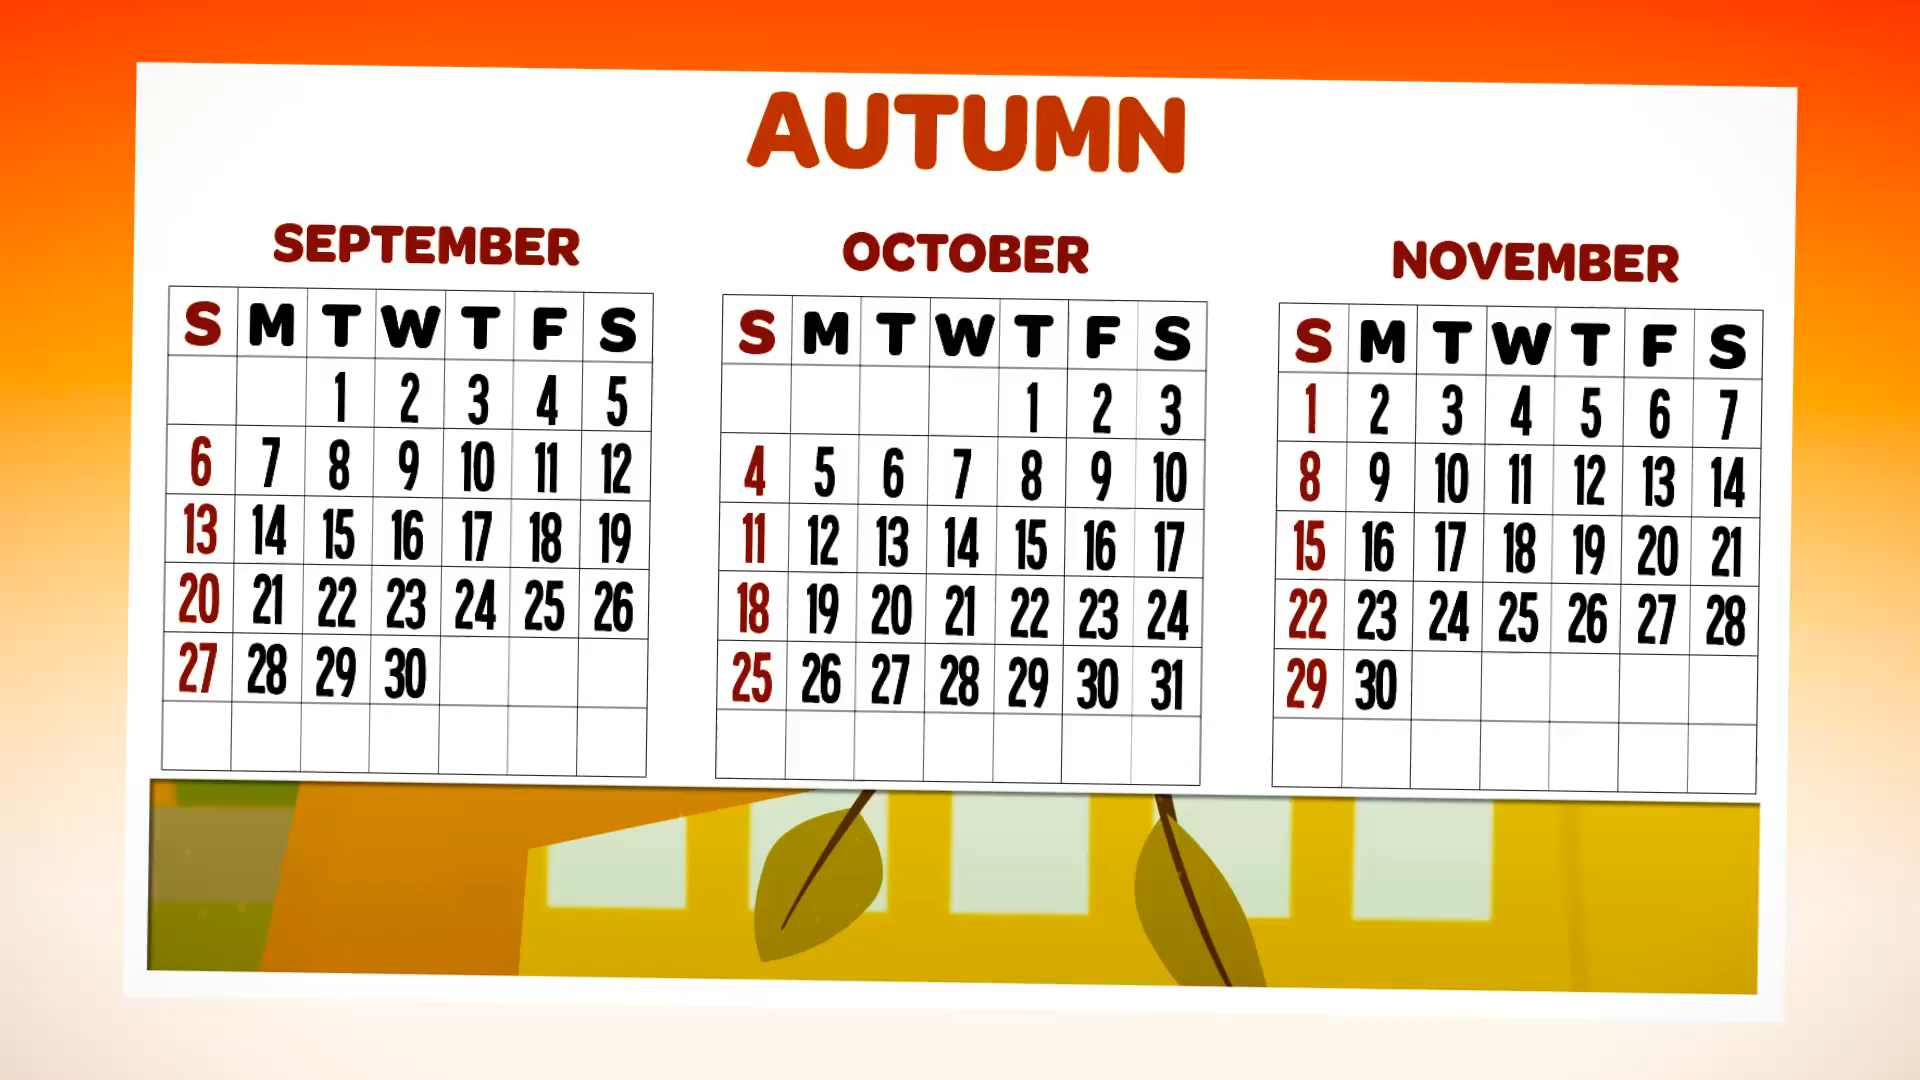 AUTUMN
SEPTEMBER
S M T W T F S
1 2 3 4 5
6 7 8 9 10 11 12
13 14 15 16 17 18 19
20 21 22 23 24 25 26
27 28 29 30
OCTOBER
S M T W T F S
1 2 3
4 5 6 7 8 9 10
11 12 13 14 15 16 17
18 19 20 21 22 23 24
25 26 27 28 29 30 31
NOVEMBER
S M T W T F S
1 2 3 4 5 6 7
8 9 10 11 12 13 14
15 16 17 18 19 20 21
22 23 24 25 26 27 28
29 30